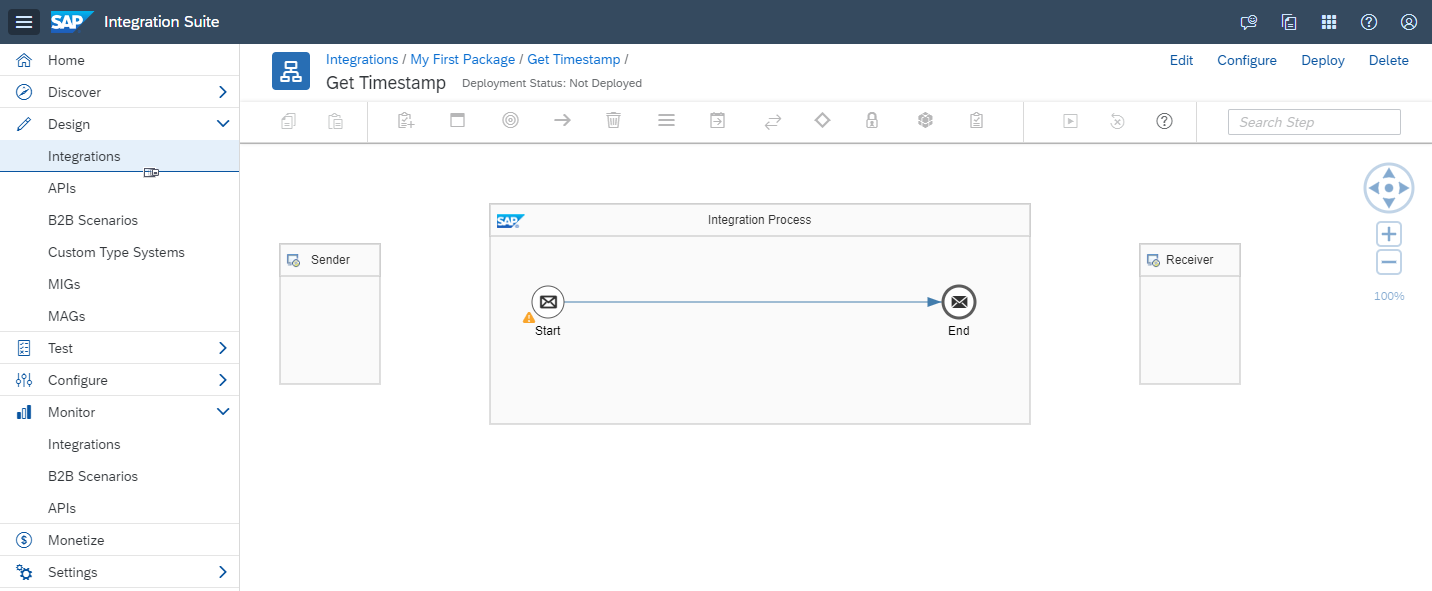 SAP Integration Suite
Home
Discover
Design
Integrations
APIs
B2B Scenarios
Custom Type Systems
MIGs
MAGs
Test
Configure
Monitor
Integrations
B2B Scenarios
APIs
Monetize
Settings
Integrations / My First Package / Get Timestamp /
Get Timestamp Deployment Status: Not Deployed
Edit Configure Deploy Delete
Search Step
SAP Integration Process
Sender
Start
End
Receiver
100%